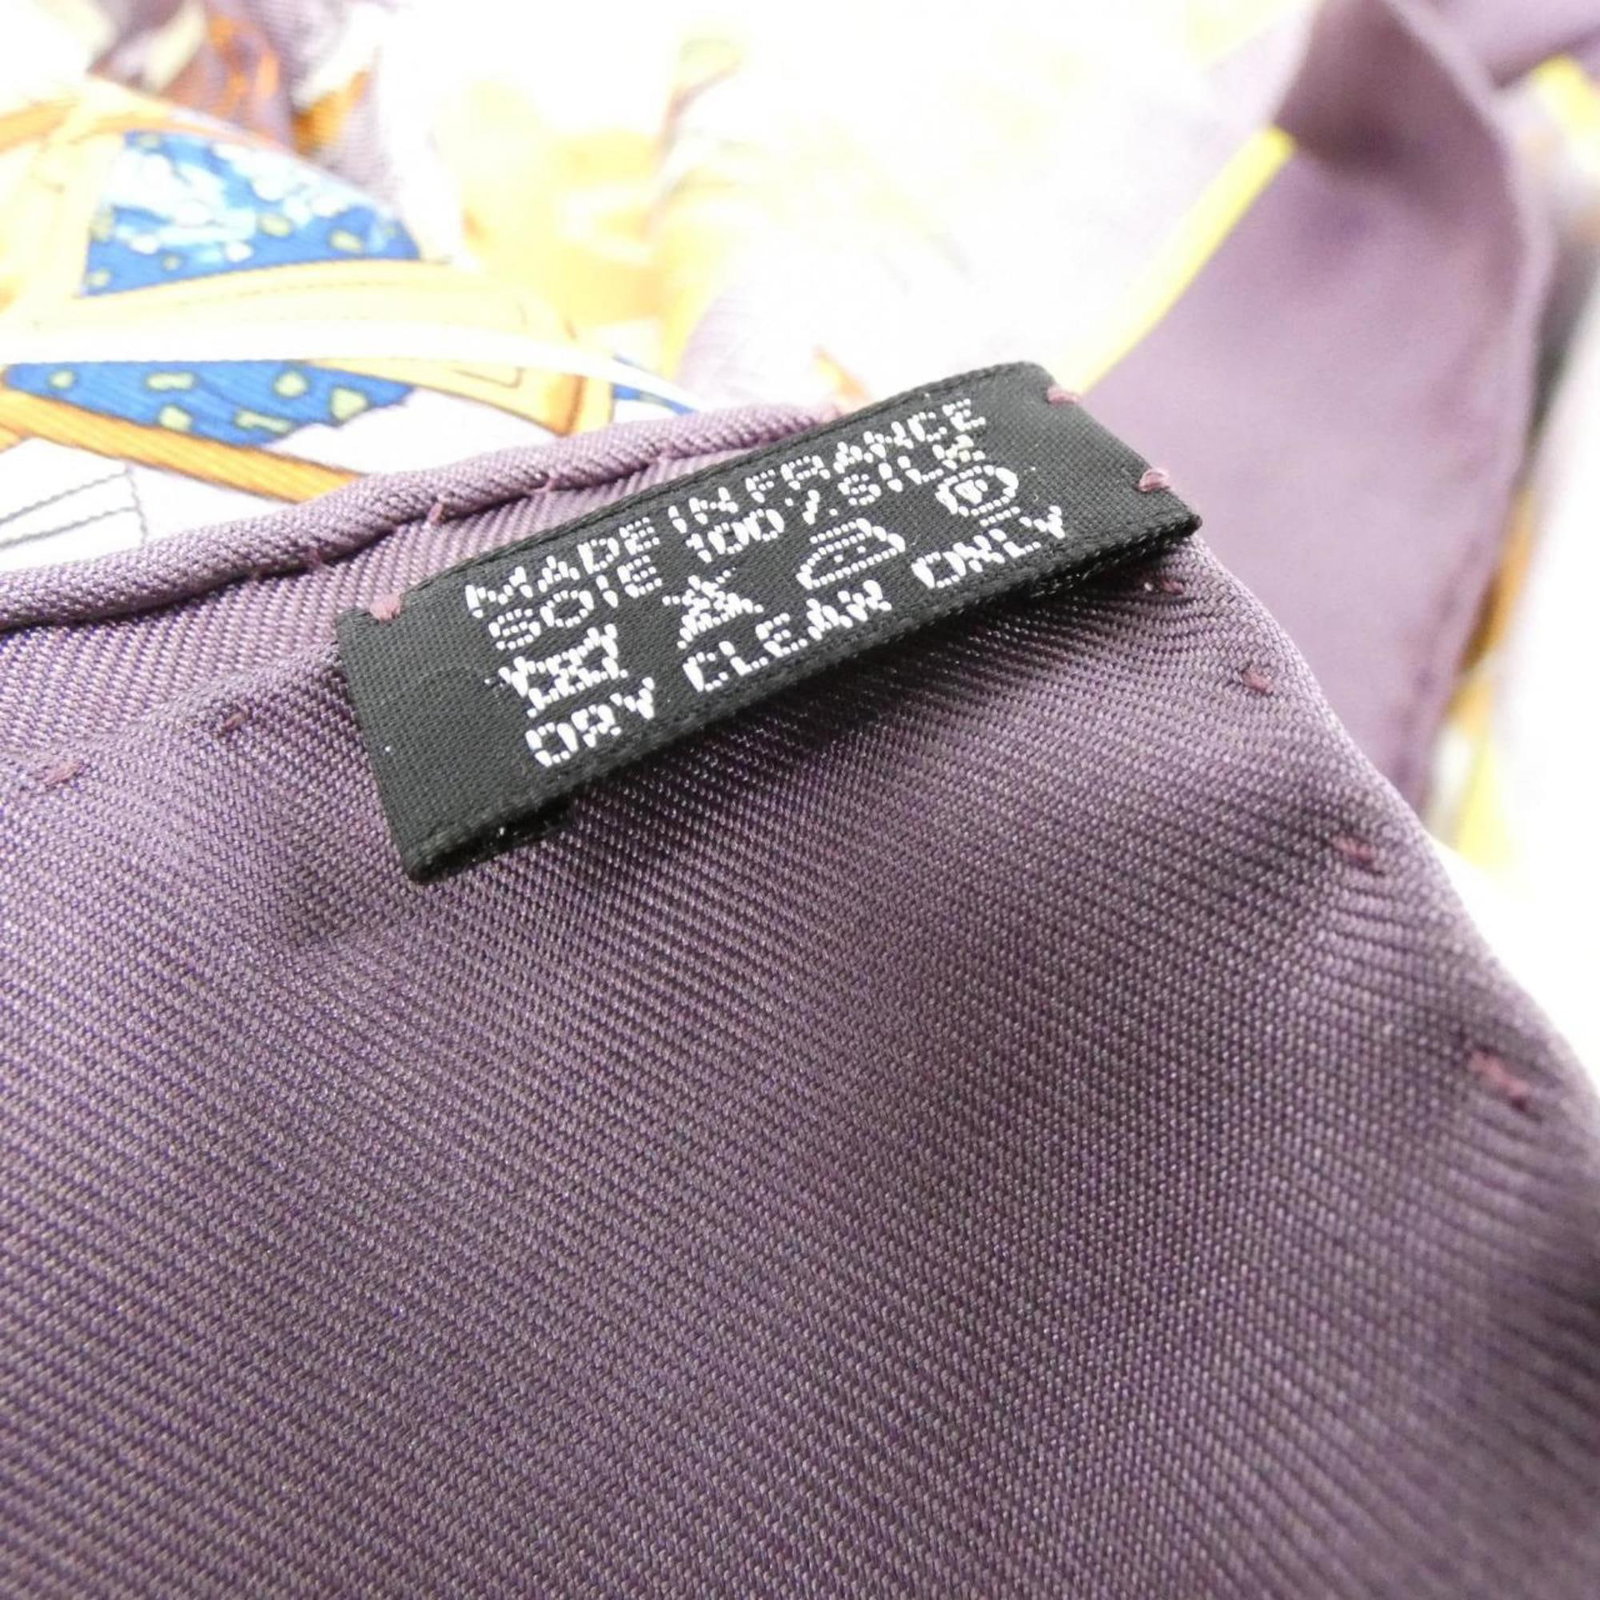 MADE IN FRANCE
SOIE 100% SILK
DRY CLEAN ONLY